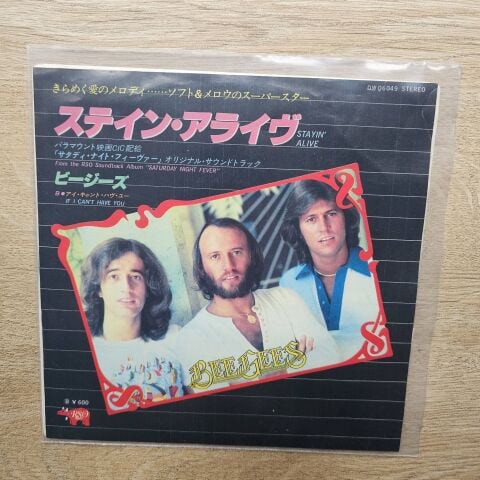 きらめく愛のメロディ……ソフト&メロウのスーパースター
DW Q6049 STEREO
ステイン・アライヴ
STAYIN'
ALIVE
パラマウント映画CIC配給
「サタデイ・ナイト・フィーヴァー」オリジナル・サウンドトラック
From the RSO Soundtrack Album "SATURDAY NIGHT FEVER"
ビージーズ
B●アイ・キャント・ハヴ・ユー
IF I CAN'T HAVE YOU
BEE GEES
¥600
RSO